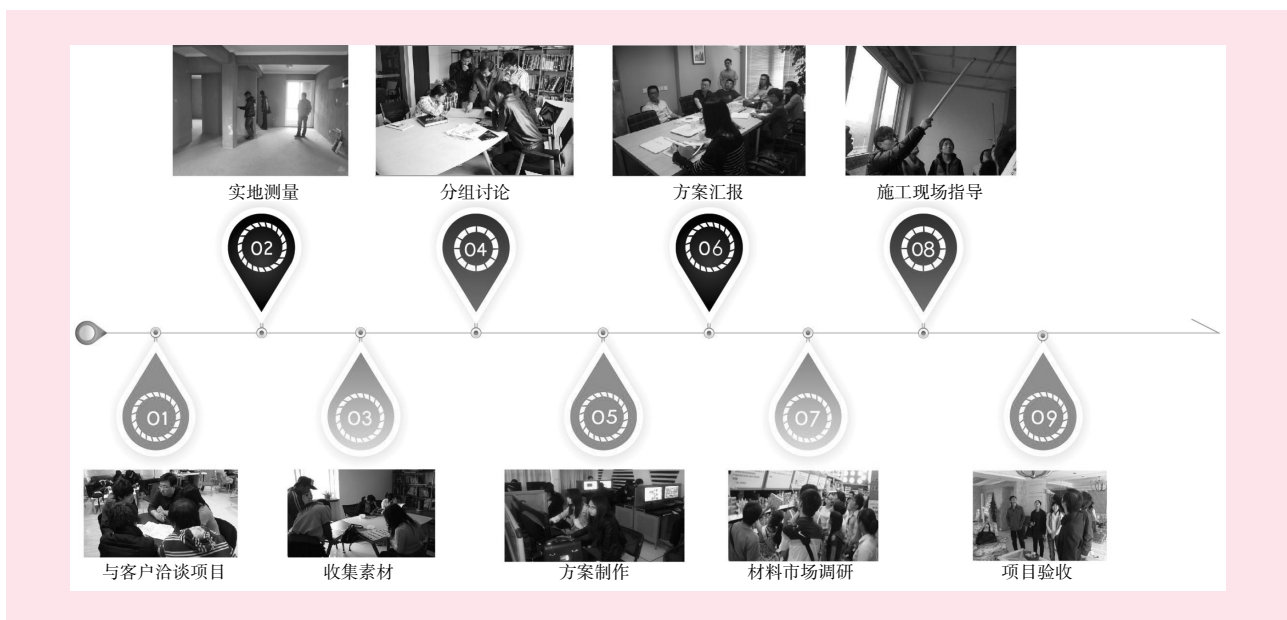 实地测量
分组讨论
方案汇报
施工现场指导
02
04
06
08
01
03
05
07
09
与客户洽谈项目
收集素材
方案制作
材料市场调研
项目验收